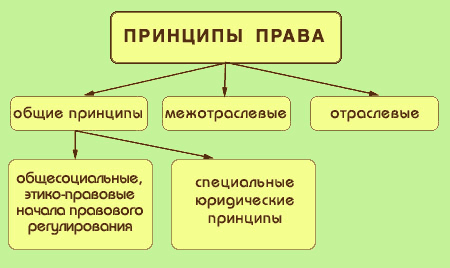 ПРИНЦИПЫ ПРАВА
общие принципы
межотраслевые
отраслевые
общесоциальные,
этико-правовые
начала правового
регулирования
специальные
юридические
принципы